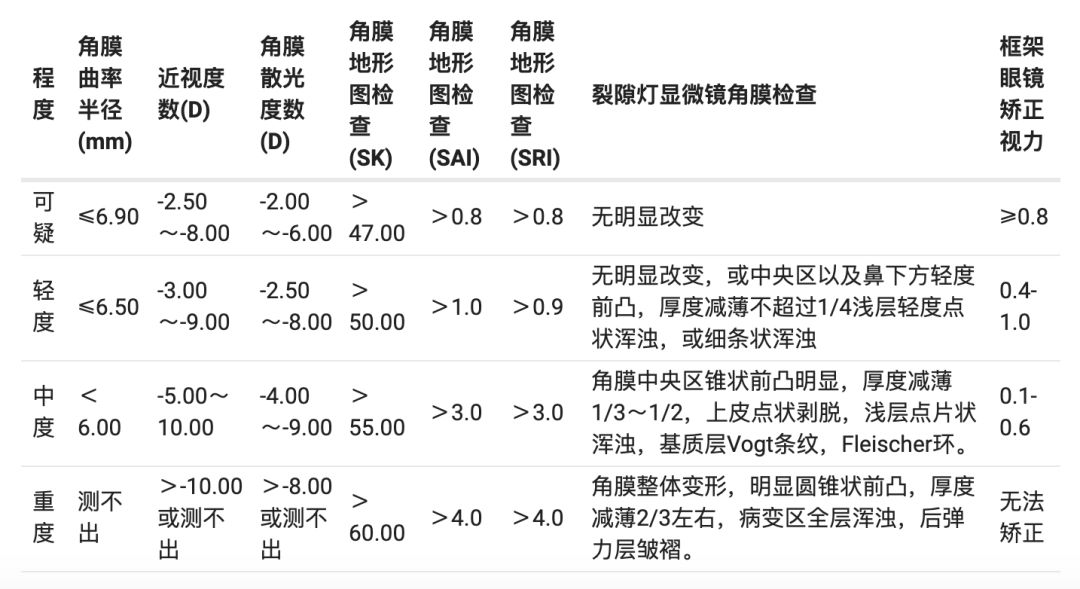 程度 角膜曲率半径(mm) 近视度数(D) 角膜散光度数(D) 角膜地形图检查(SK) 角膜地形图检查(SAI) 角膜地形图检查(SRI) 裂隙灯显微镜角膜检查 框架眼镜矫正视力
可疑 ≤6.90 -2.50～-8.00 -2.00～-6.00 ＞47.00 ＞0.8 ＞0.8 无明显改变 ≥0.8
轻度 ≤6.50 -3.00～-9.00 -2.50～-8.00 ＞50.00 ＞1.0 ＞0.9 无明显改变，或中央区以及鼻下方轻度前凸，厚度减薄不超过1/4浅层轻度点状浑浊，或细条状浑浊 0.4-1.0
中度 ＜6.00 -5.00～10.00 -4.00～-9.00 ＞55.00 ＞3.0 ＞3.0 角膜中央区锥状前凸明显，厚度减薄1/3～1/2，上皮点状剥脱，浅层点片状浑浊，基质层Vogt条纹，Fleischer环。 0.1-0.6
重度 测不出 ＞-10.00或测不出 ＞-8.00或测不出 ＞60.00 ＞4.0 ＞4.0 角膜整体变形，明显圆锥状前凸，厚度减薄2/3左右，病变区全层浑浊，后弹力层皱褶。 无法矫正